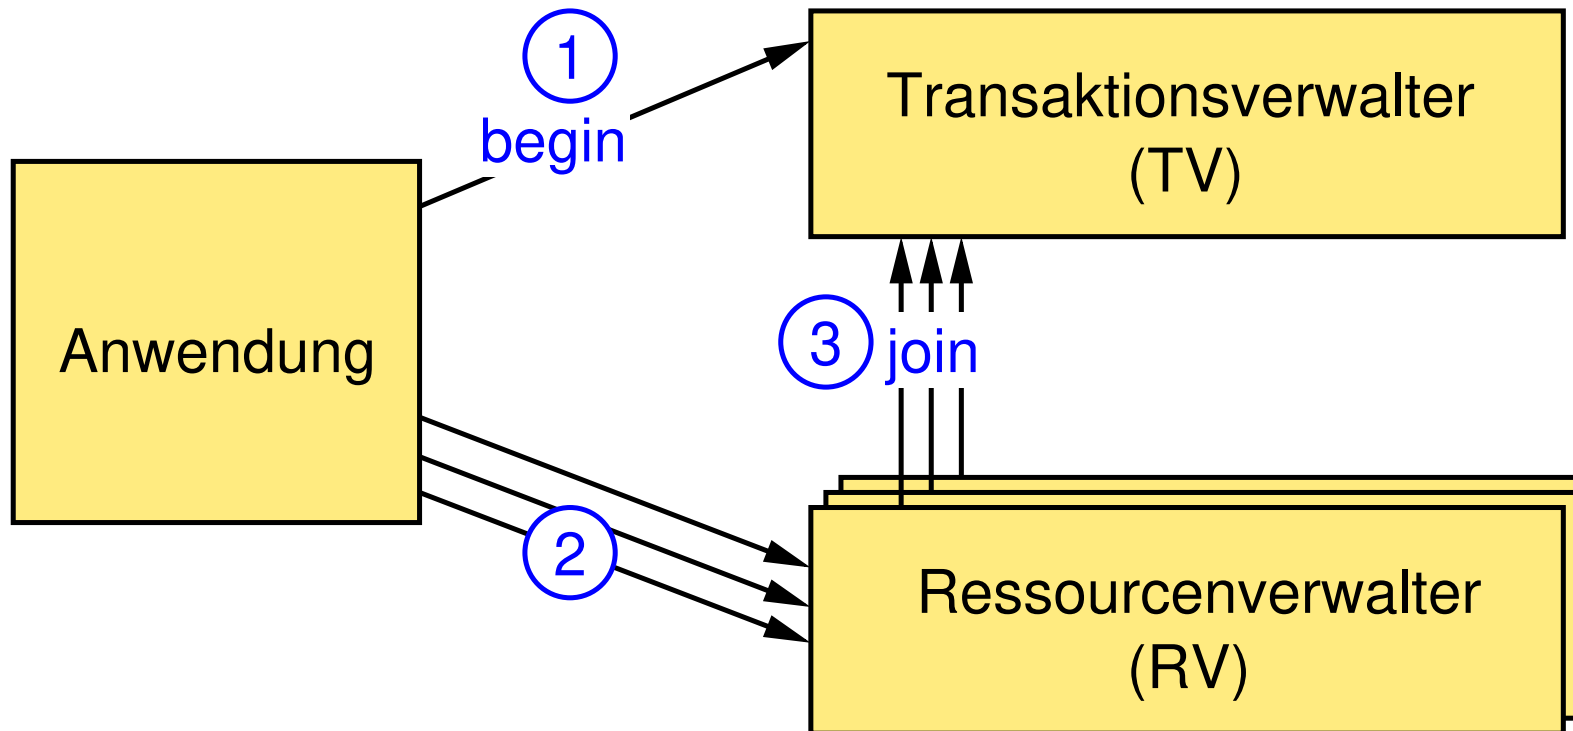 1
begin
Transaktionsverwalter
(TV)
Anwendung
3
join
2
Ressourcenverwalter
(RV)